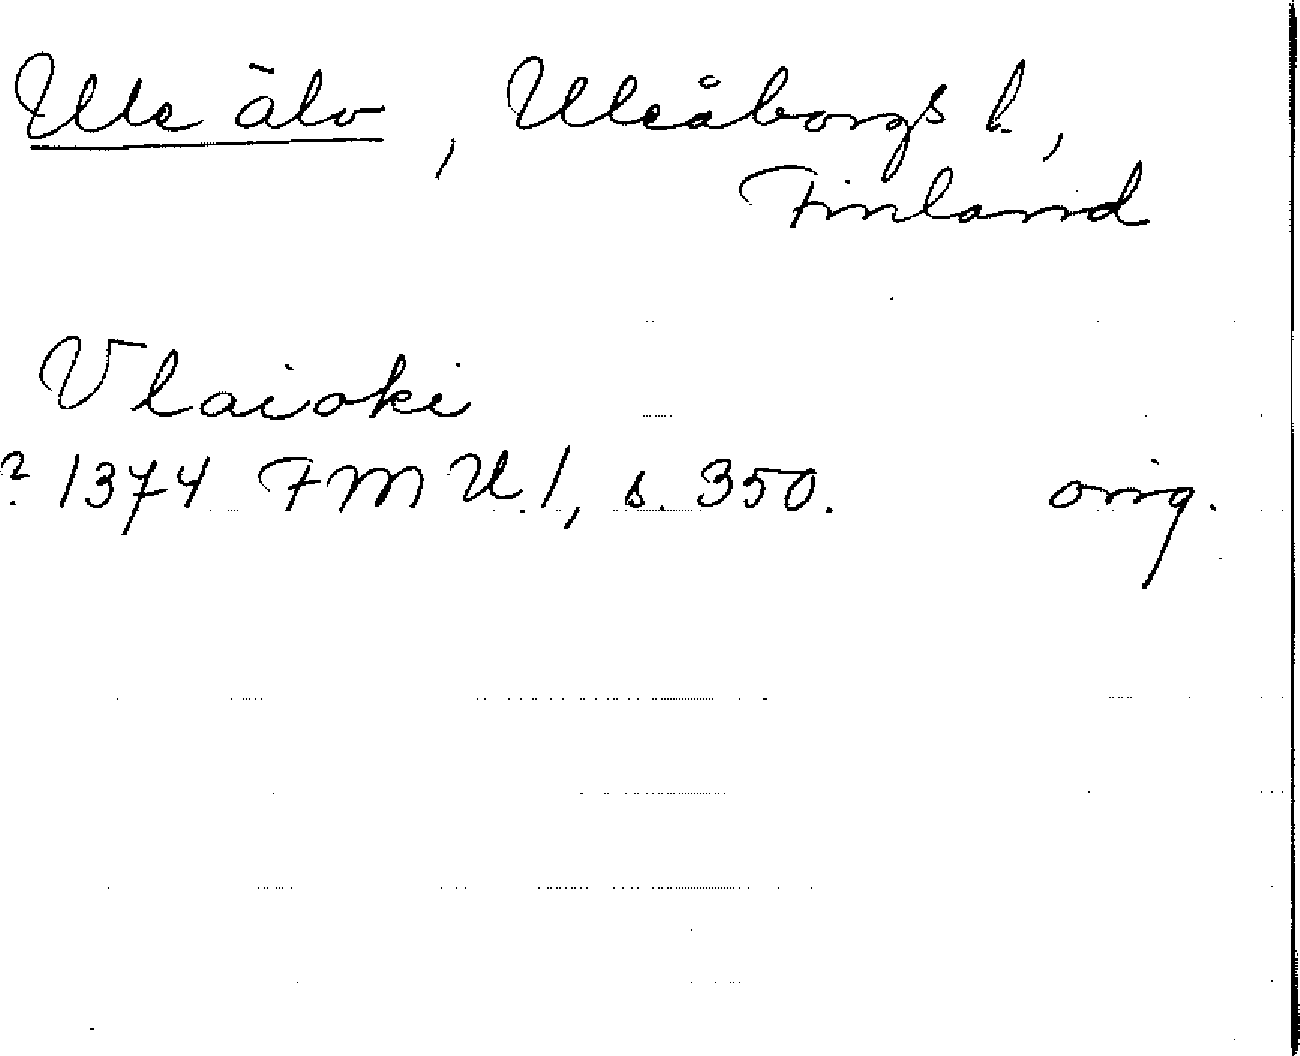 Ule älv, Uleåborgs l.,
Finland
Vlaioki
? 1374 FMU 1, s. 350. orig.